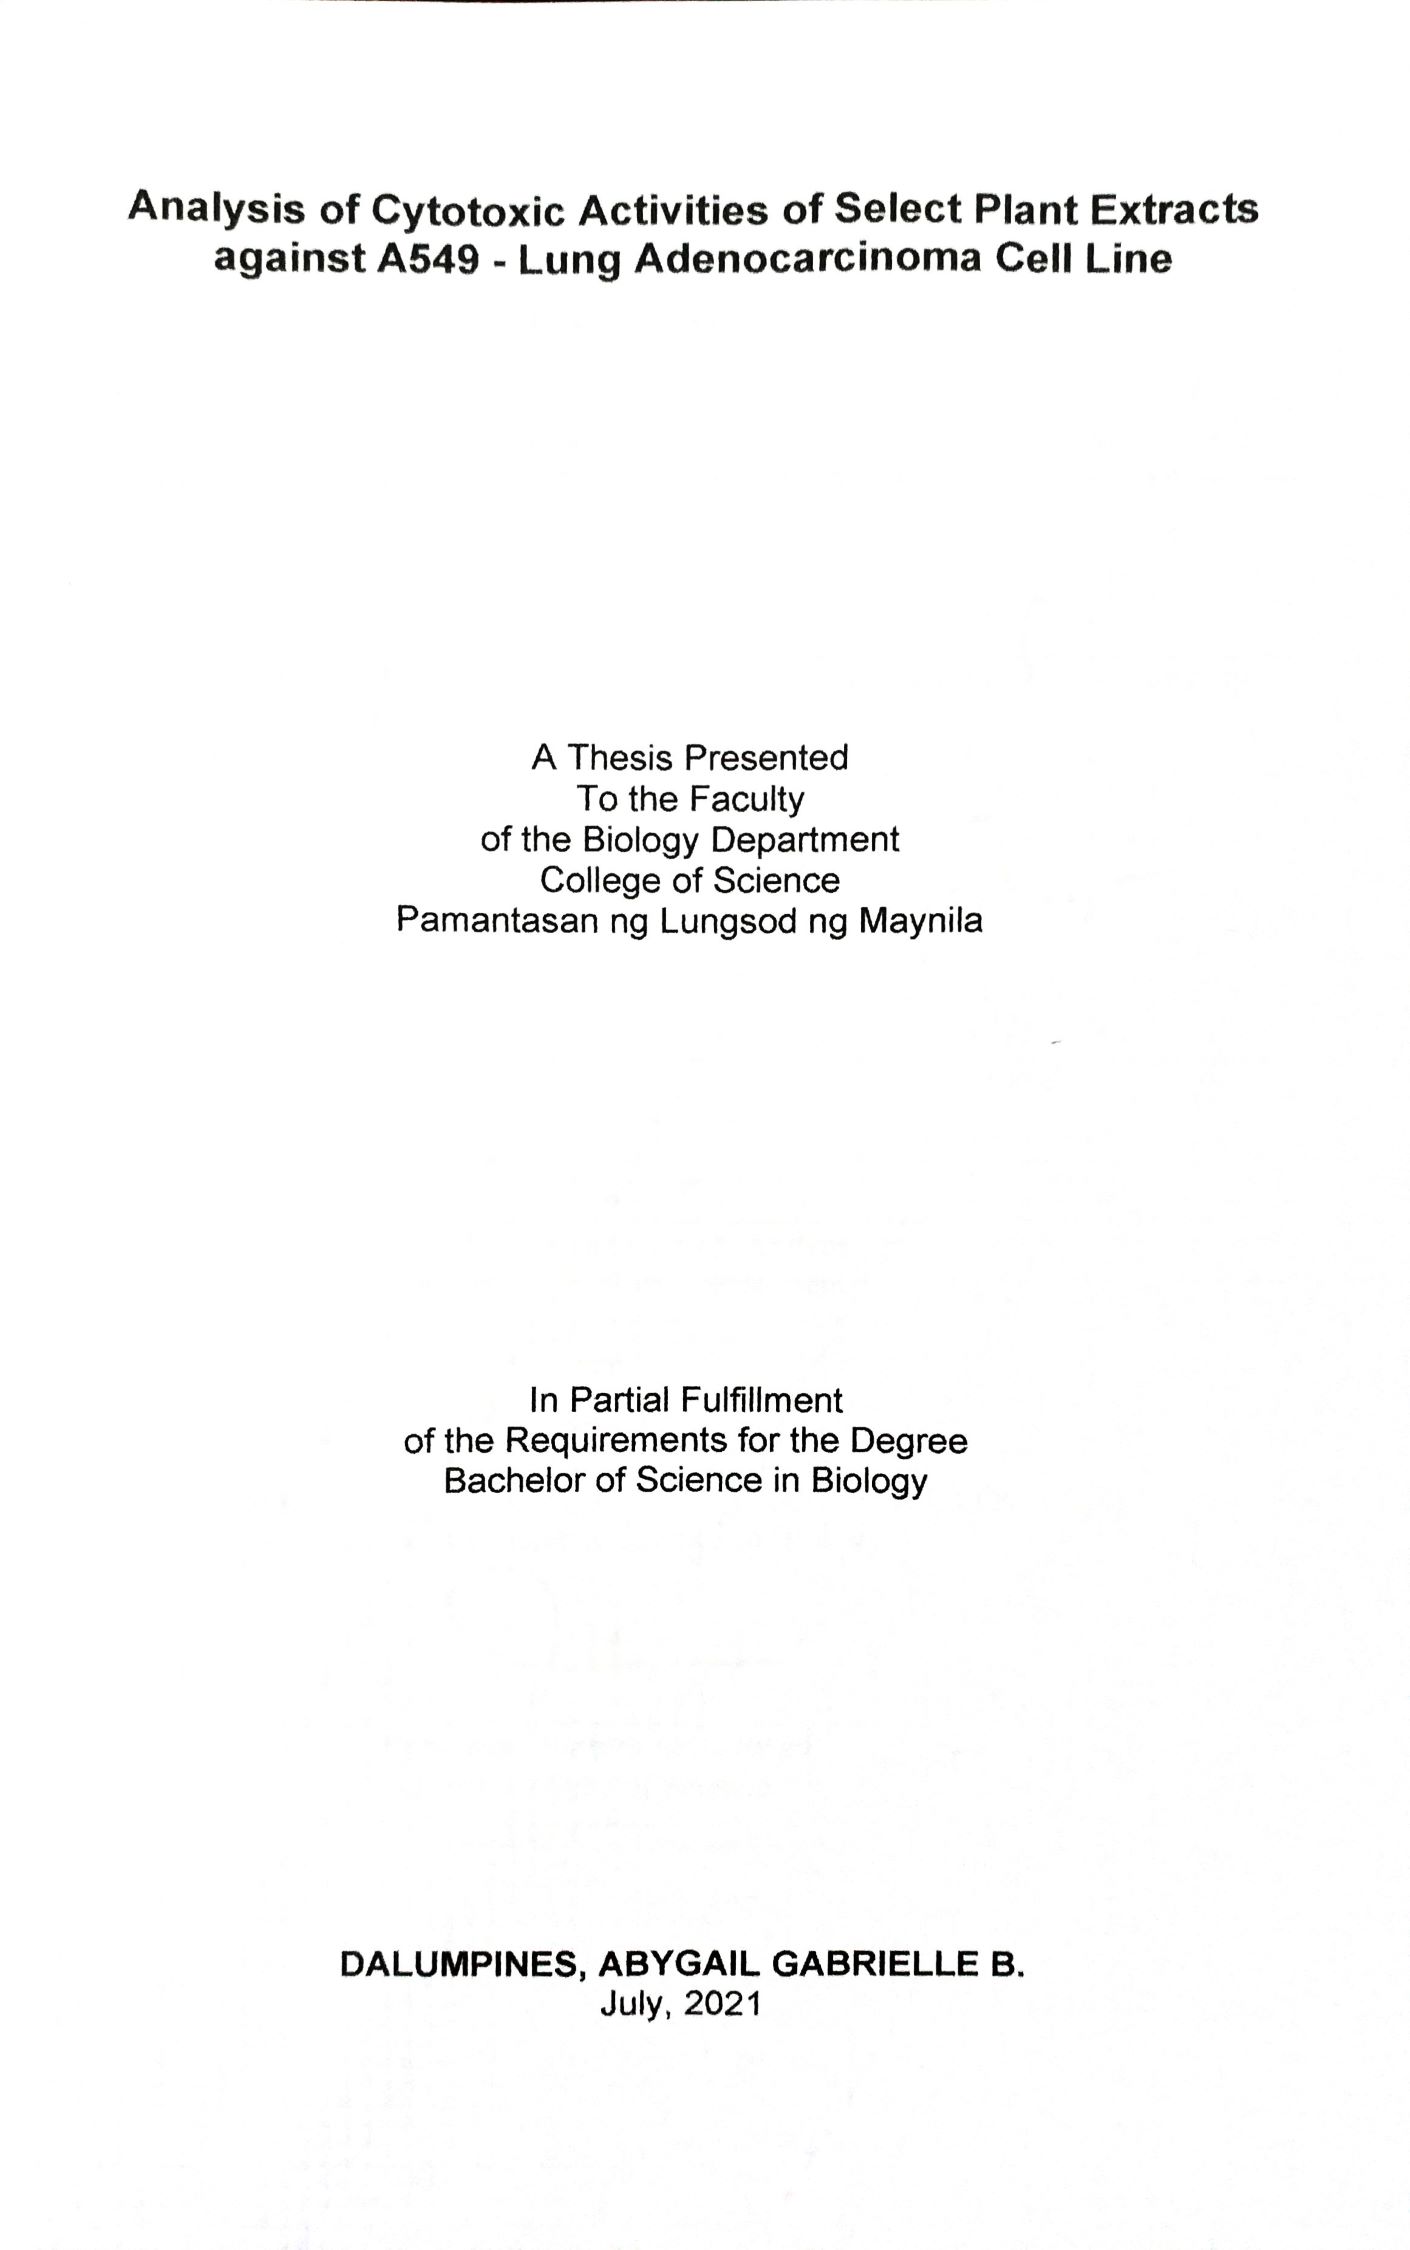 Analysis of Cytotoxic Activities of Select Plant Extracts
against A549 - Lung Adenocarcinoma Cell Line
A Thesis Presented
To the Faculty
of the Biology Department
College of Science
Pamantasan ng Lungsod ng Maynila
In Partial Fulfillment
of the Requirements for the Degree
Bachelor of Science in Biology
DALUMPINES, ABYGAIL GABRIELLE B.
July, 2021